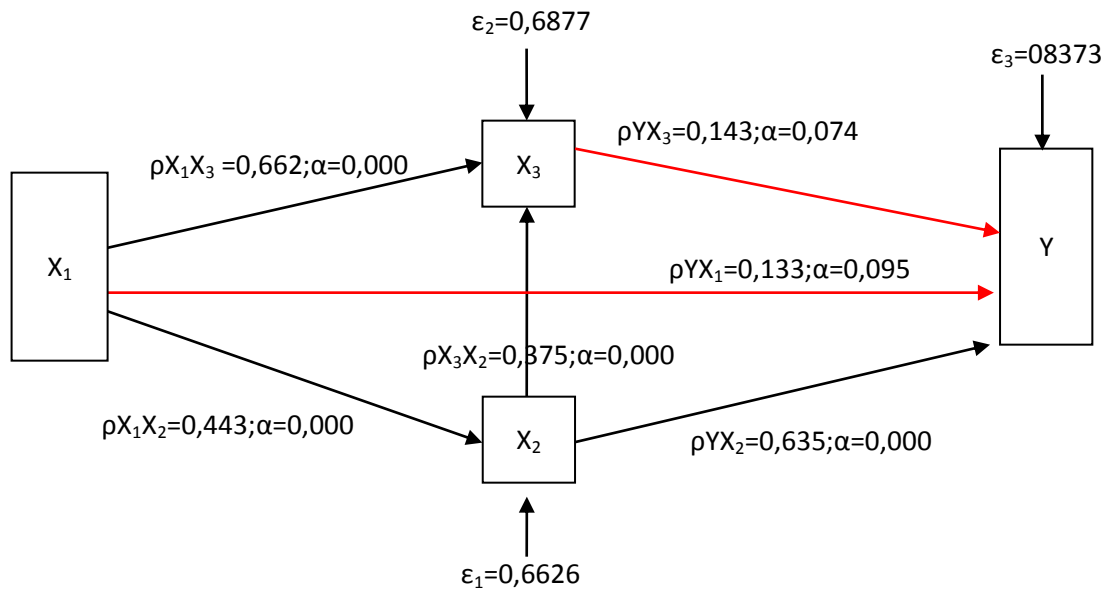 ε₂=0,6877
ε₃=08373
ρYX₃=0,143;α=0,074
ρX₁X₃ =0,662;α=0,000
X₃
X₁
Y
ρYX₁=0,133;α=0,095
ρX₃X₂=0,375;α=0,000
ρX₁X₂=0,443;α=0,000
X₂
ρYX₂=0,635;α=0,000
ε₁=0,6626